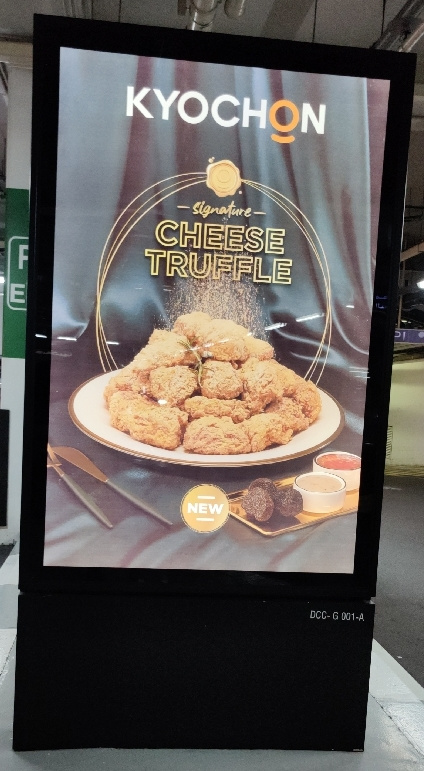 KYOCHON
Signature
CHEESE
TRUFFLE
NEW
DCC- G 001-A